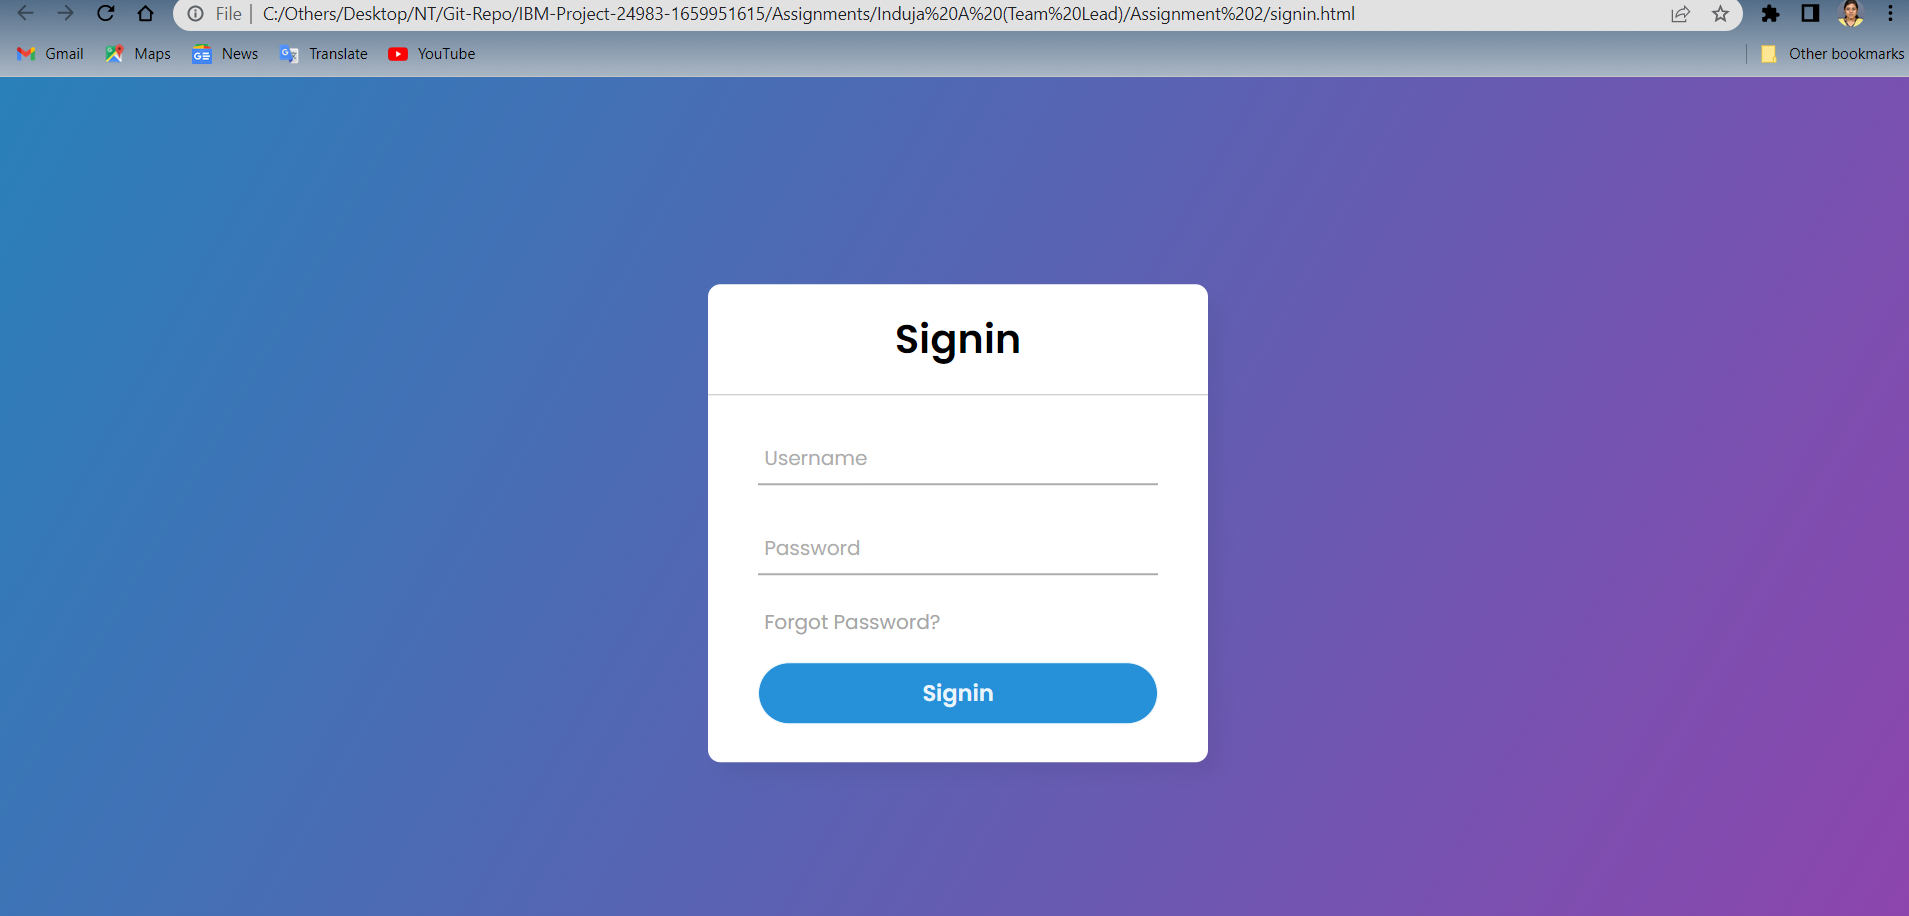 File | C:/Others/Desktop/NT/Git-Repo/IBM-Project-24983-1659951615/Assignments/Induja%20A%20(Team%20Lead)/Assignment%202/signin.html
Gmail Maps News Translate YouTube Other bookmarks
Signin
Username
Password
Forgot Password?
Signin